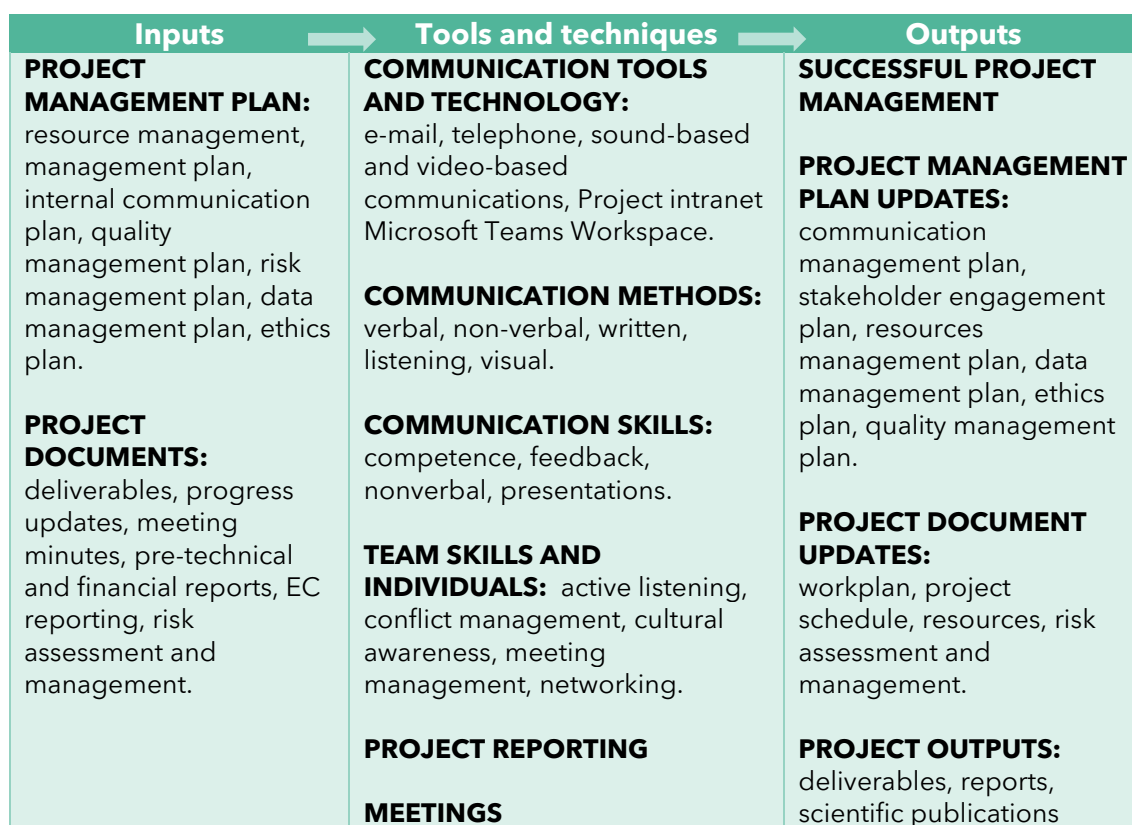 Inputs
Tools and techniques
Outputs
PROJECT
MANAGEMENT PLAN:
resource management,
management plan,
internal communication
plan, quality
management plan, risk
management plan, data
management plan, ethics
plan.
PROJECT
DOCUMENTS:
deliverables, progress
updates, meeting
minutes, pre-technical
and financial reports, EC
reporting, risk
assessment and
management.
COMMUNICATION TOOLS
AND TECHNOLOGY:
e-mail, telephone, sound-based
and video-based
communications, Project intranet
Microsoft Teams Workspace.
COMMUNICATION METHODS:
verbal, non-verbal, written,
listening, visual.
COMMUNICATION SKILLS:
competence, feedback,
nonverbal, presentations.
TEAM SKILLS AND
INDIVIDUALS: active listening,
conflict management, cultural
awareness, meeting
management, networking.
PROJECT REPORTING
MEETINGS
SUCCESSFUL PROJECT
MANAGEMENT
PROJECT MANAGEMENT
PLAN UPDATES:
communication
management plan,
stakeholder engagement
plan, resources
management plan, data
management plan, ethics
plan, quality management
plan.
PROJECT DOCUMENT
UPDATES:
workplan, project
schedule, resources, risk
assessment and
management.
PROJECT OUTPUTS:
deliverables, reports,
scientific publications